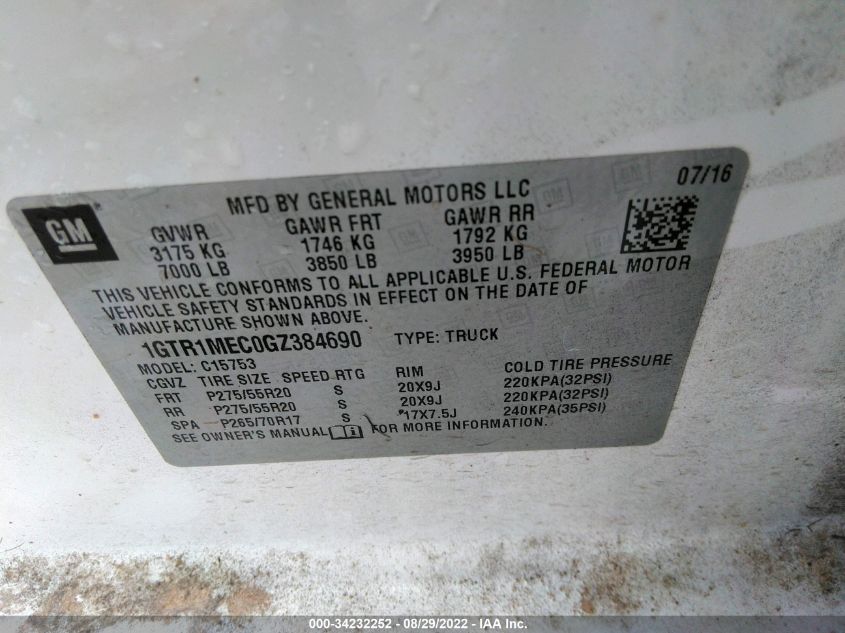 07/16
GM
MFD BY GENERAL MOTORS LLC
GVWR GAWR FRT GAWR RR
3175 KG 1746 KG 1792 KG
7000 LB 3850 LB 3950 LB
THIS VEHICLE CONFORMS TO ALL APPLICABLE U.S. FEDERAL MOTOR
VEHICLE SAFETY STANDARDS IN EFFECT ON THE DATE OF
MANUFACTURE SHOWN ABOVE.
1GTR1MEC0GZ384690 TYPE: TRUCK
MODEL: C15753
CGVZ TIRE SIZE SPEED RTG RIM COLD TIRE PRESSURE
FRT P275/55R20 S 20X9J 220KPA(32PSI)
RR P275/55R20 S 20X9J 220KPA(32PSI)
SPA P265/70R17 S *17X7.5J 240KPA(35PSI)
SEE OWNER'S MANUAL FOR MORE INFORMATION.
000-34232252 - 08/29/2022 - IAA Inc.